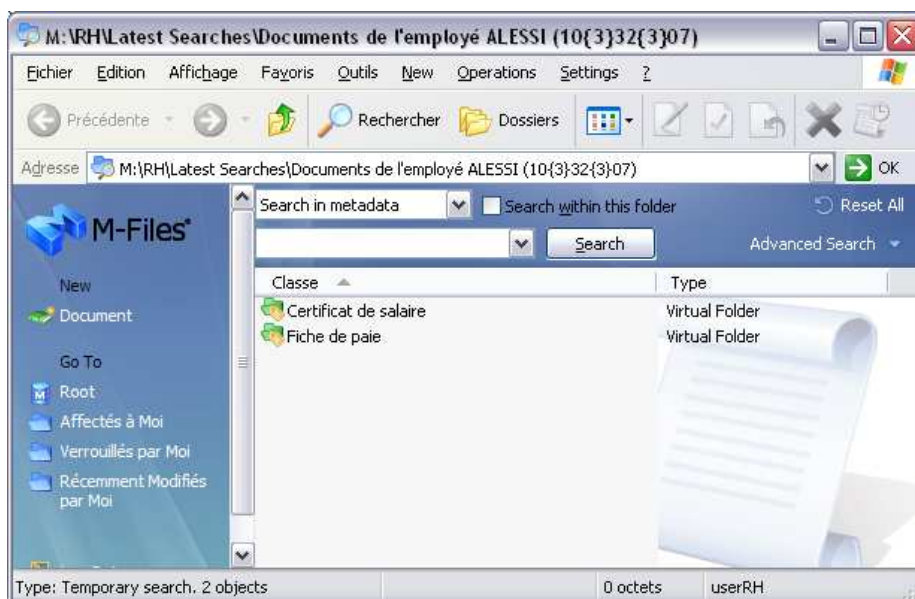 M:\RH\Latest Searches\Documents de l'employé ALESSI (10{3}32{3}07)
Fichier Edition Affichage Favoris Outils New Operations Settings ?
Précédente Rechercher Dossiers
Adresse M:\RH\Latest Searches\Documents de l'employé ALESSI (10{3}32{3}07) OK
M-Files
Search in metadata Search within this folder Reset All
Search Advanced Search
Classe Type
New
Certificat de salaire Virtual Folder
Document
Fiche de paie Virtual Folder
Go To
Root
Affectés à Moi
Verrouillés par Moi
Récemment Modifiés
par Moi
Type: Temporary search. 2 objects 0 octets userRH